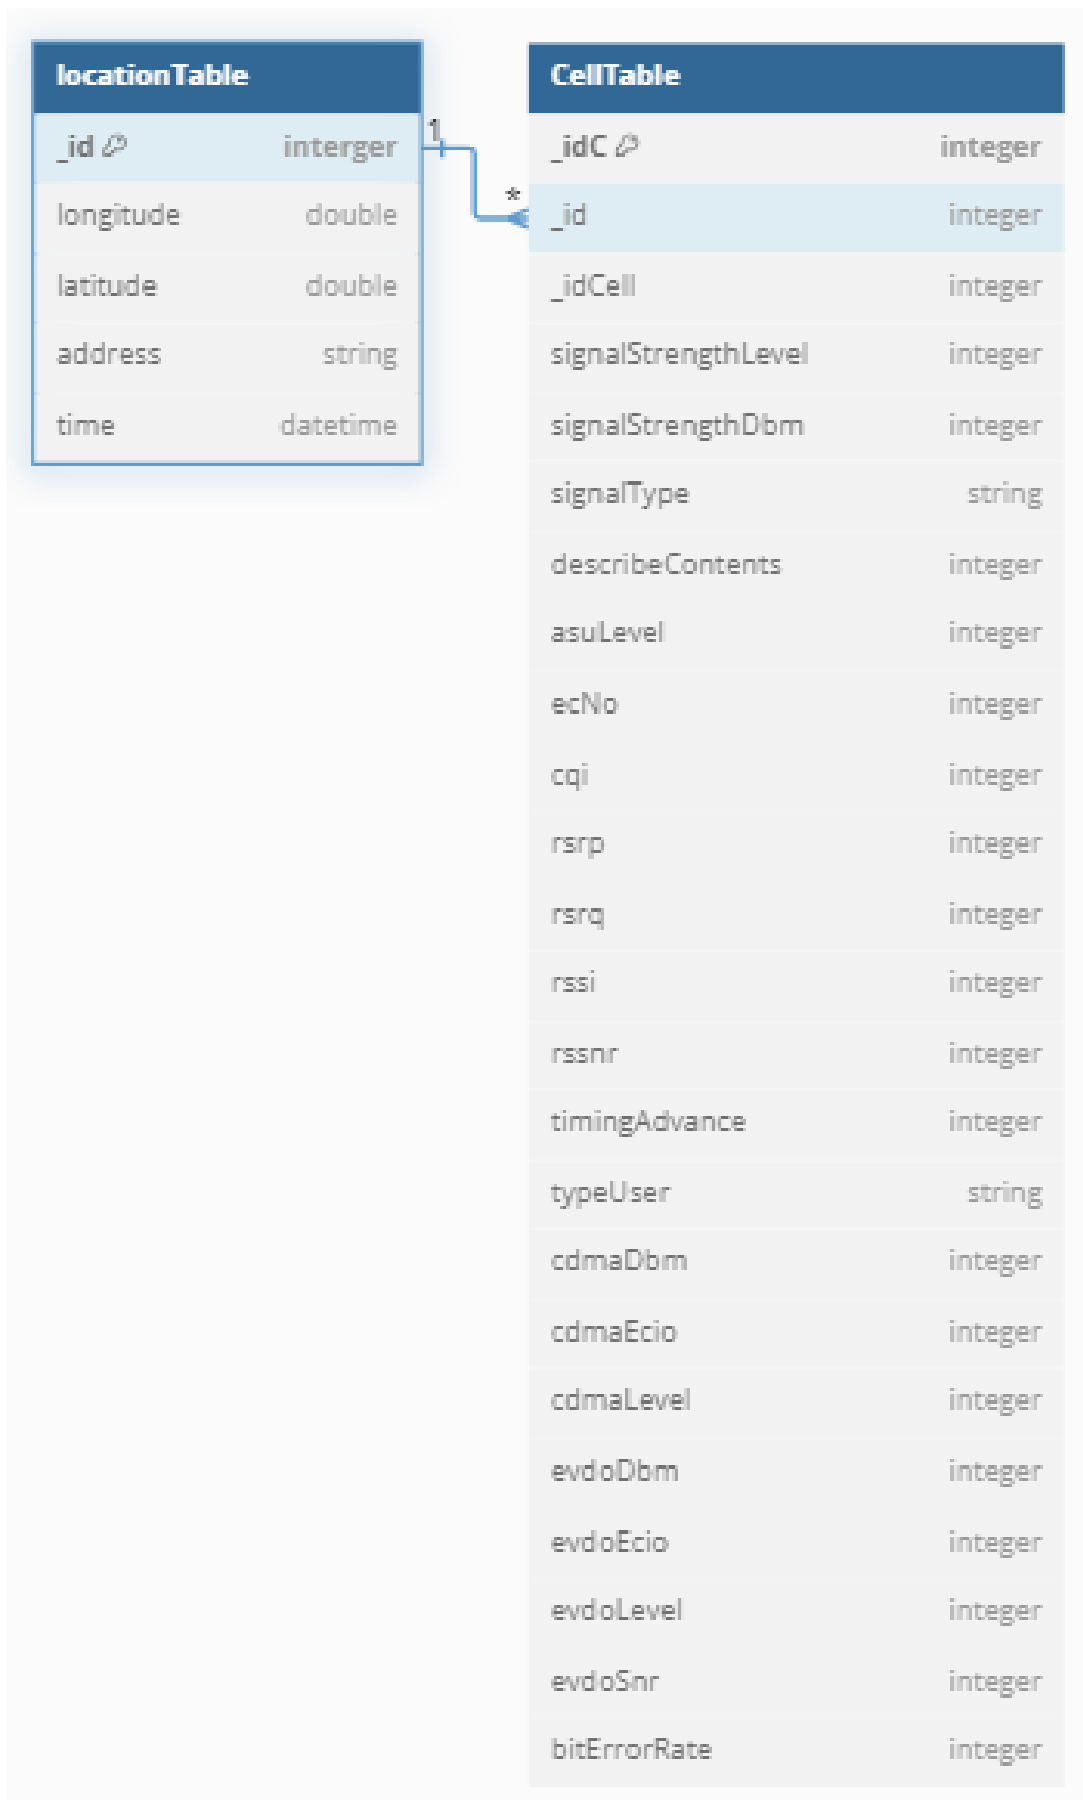 locationTable
_id interger
longitude double
latitude double
address string
time datetime
1
*
CellTable
_idC integer
_id integer
_idCell integer
signalStrengthLevel integer
signalStrengthDbm integer
signalType string
describeContents integer
asuLevel integer
ecNo integer
cqi integer
rsrp integer
rsrq integer
rssi integer
rssnr integer
timingAdvance integer
typeUser string
cdmaDbm integer
cdmaEcio integer
cdmaLevel integer
evdoDbm integer
evdoEcio integer
evdoLevel integer
evdoSnr integer
bitErrorRate integer